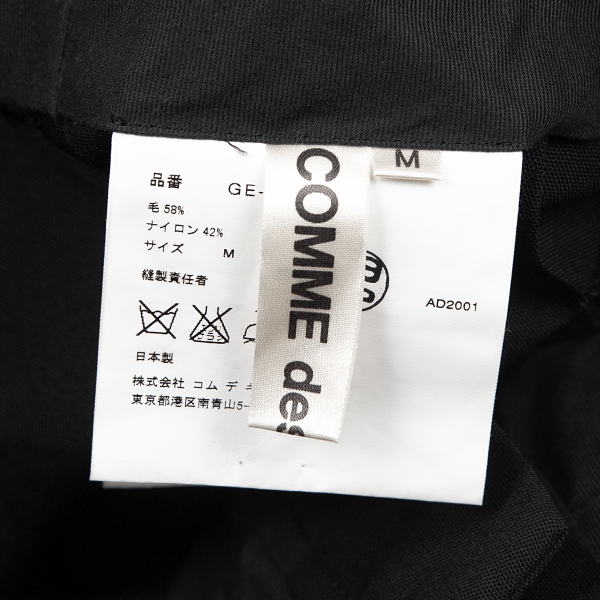 M
品番 GE-
毛 58%
ナイロン 42%
サイズ M
縫製責任者
AD2001
日本製
株式会社 コム デ
東京都港区南青山5-
COMME des